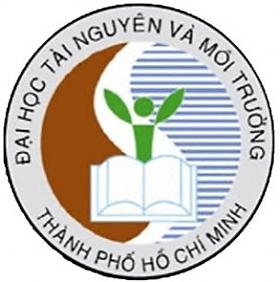 ĐẠI HỌC TÀI NGUYÊN VÀ MÔI TRƯỜNG
THÀNH PHỐ HỒ CHÍ MINH